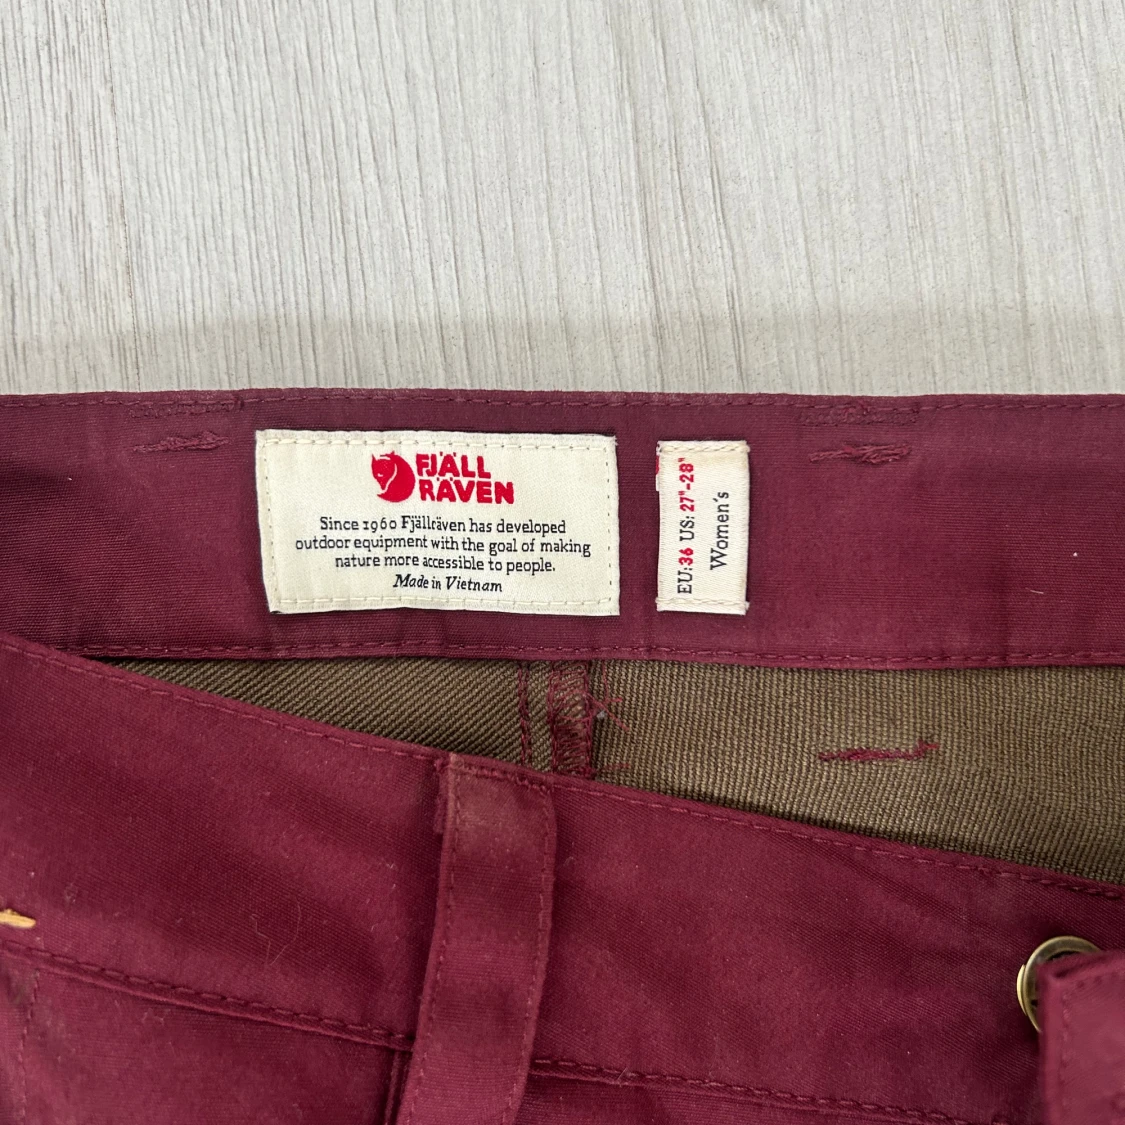 FJÄLL
RÄVEN
Since 1960 Fjällräven has developed
outdoor equipment with the goal of making
nature more accessible to people.
Made in Vietnam
EU:36 US: 27"-28"
Women's